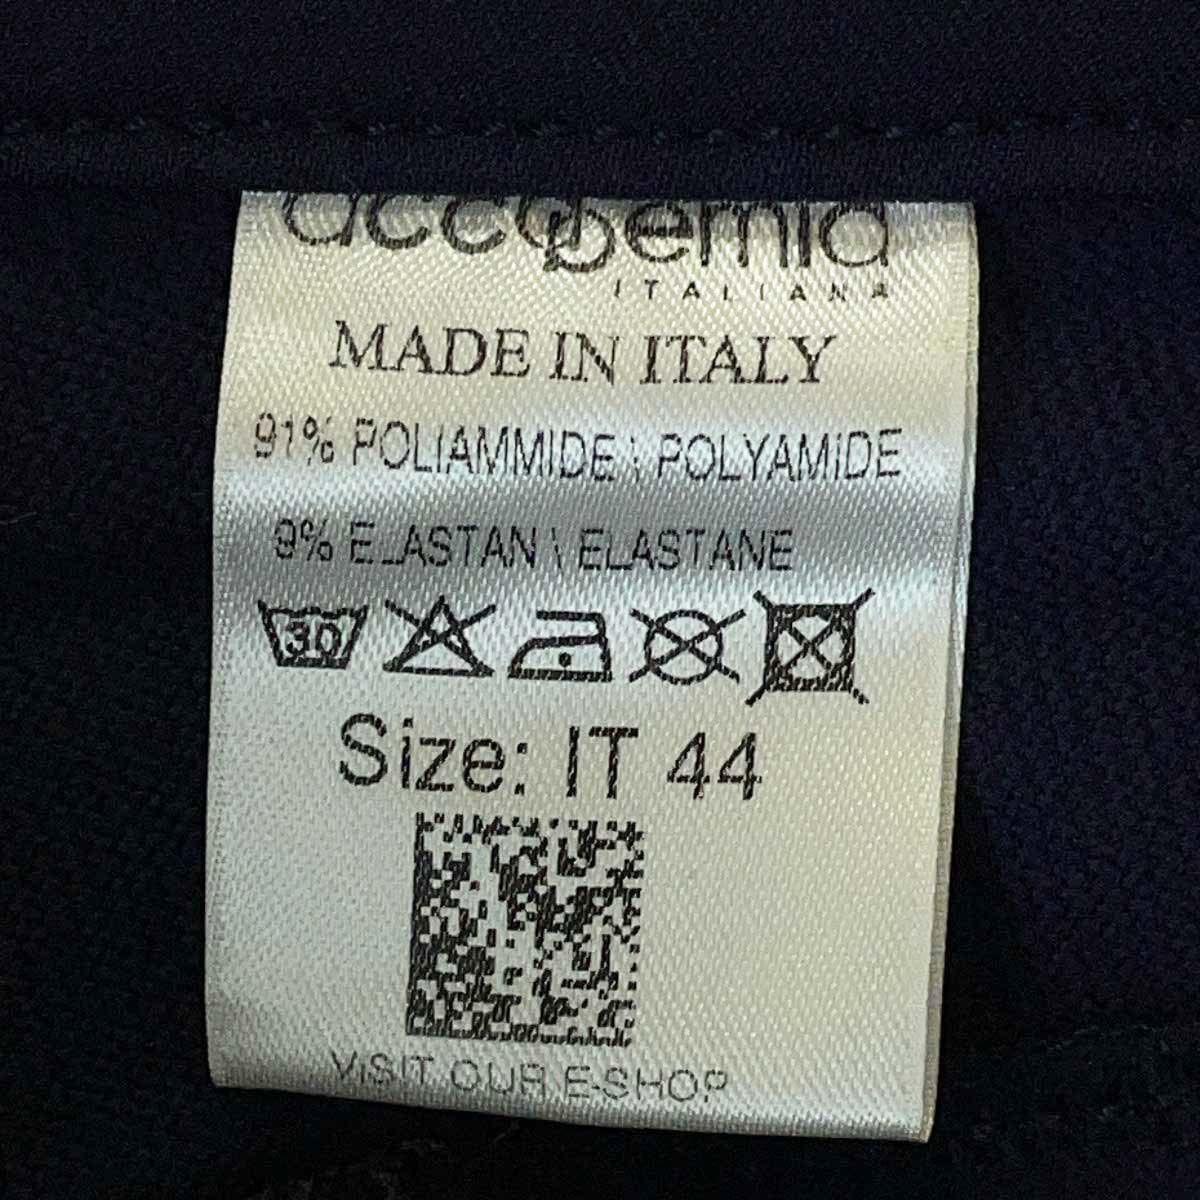 accademia
ITALIANA
MADE IN ITALY
91% POLIAMMIDE \ POLYAMIDE
9% ELASTAN \ ELASTANE
30
Size: IT 44
VISIT OUR E-SHOP